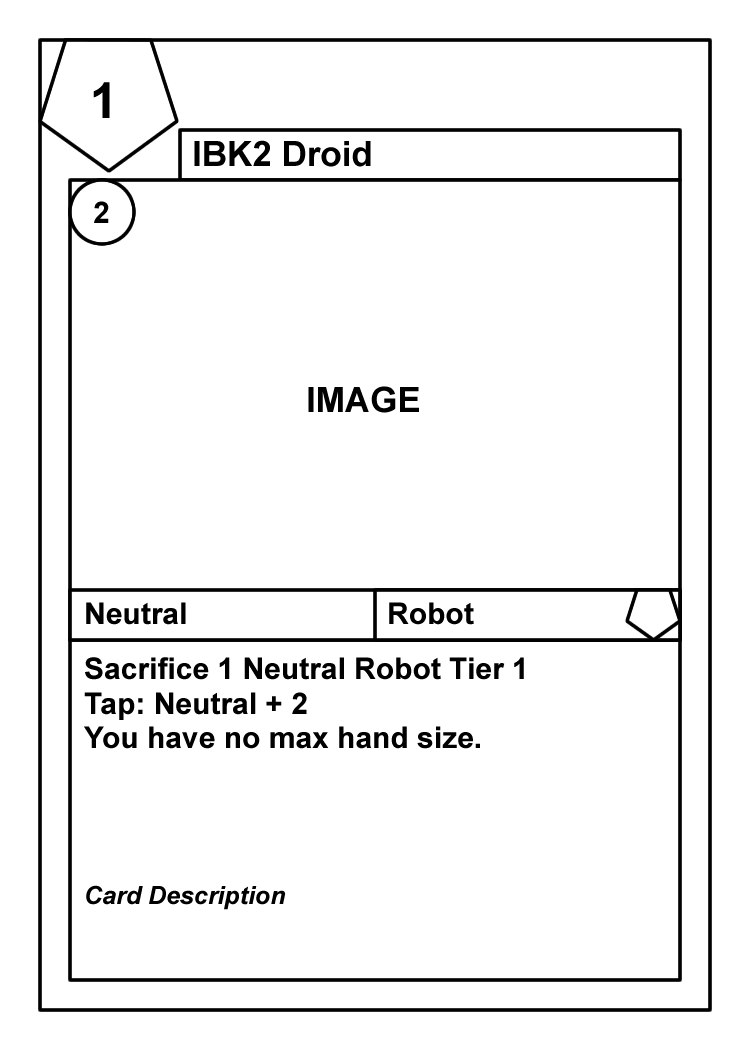 1
IBK2 Droid
2
IMAGE
Neutral
Robot
Sacrifice 1 Neutral Robot Tier 1
Tap: Neutral + 2
You have no max hand size.
Card Description